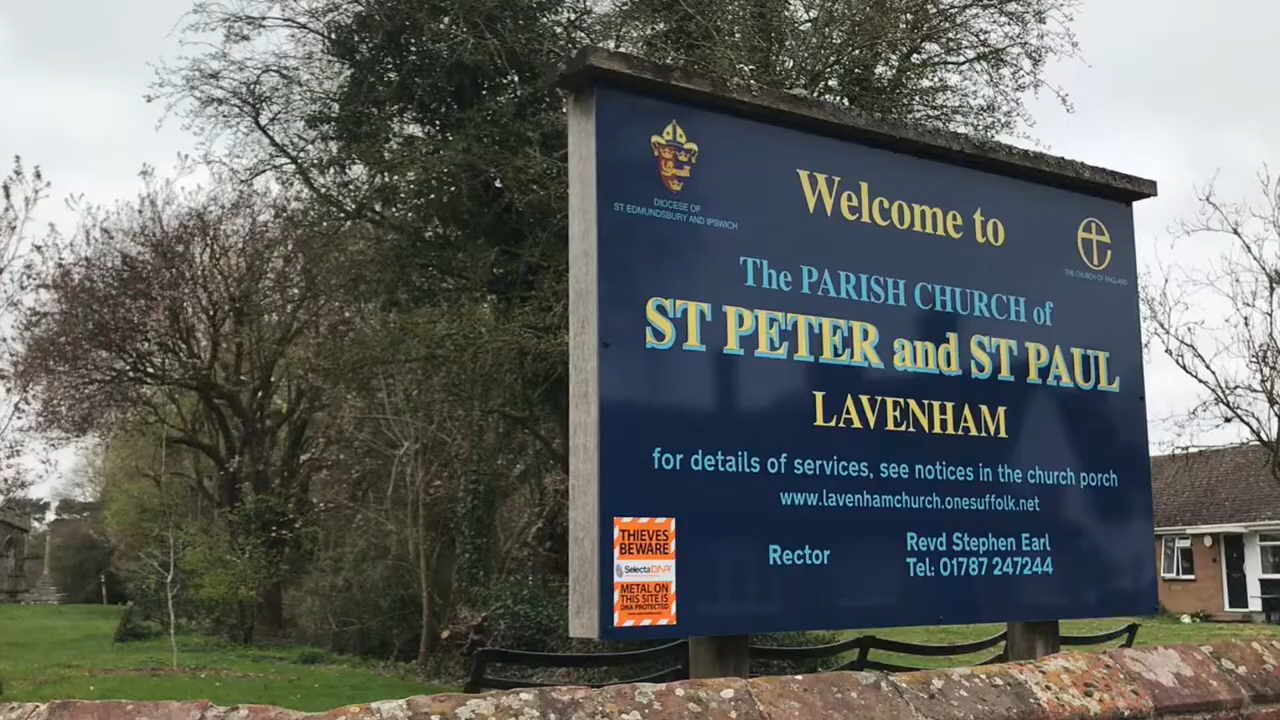 DIOCESE OF
ST EDMUNDSBURY AND IPSWICH
Welcome to
THE CHURCH OF ENGLAND
The PARISH CHURCH of
ST PETER and ST PAUL
LAVENHAM
for details of services, see notices in the church porch
www.lavenhamchurch.onesuffolk.net
Rector
Revd Stephen Earl
Tel: 01787 247244
THIEVES
BEWARE
SelectaDNA
METAL ON
THIS SITE IS
DNA PROTECTED